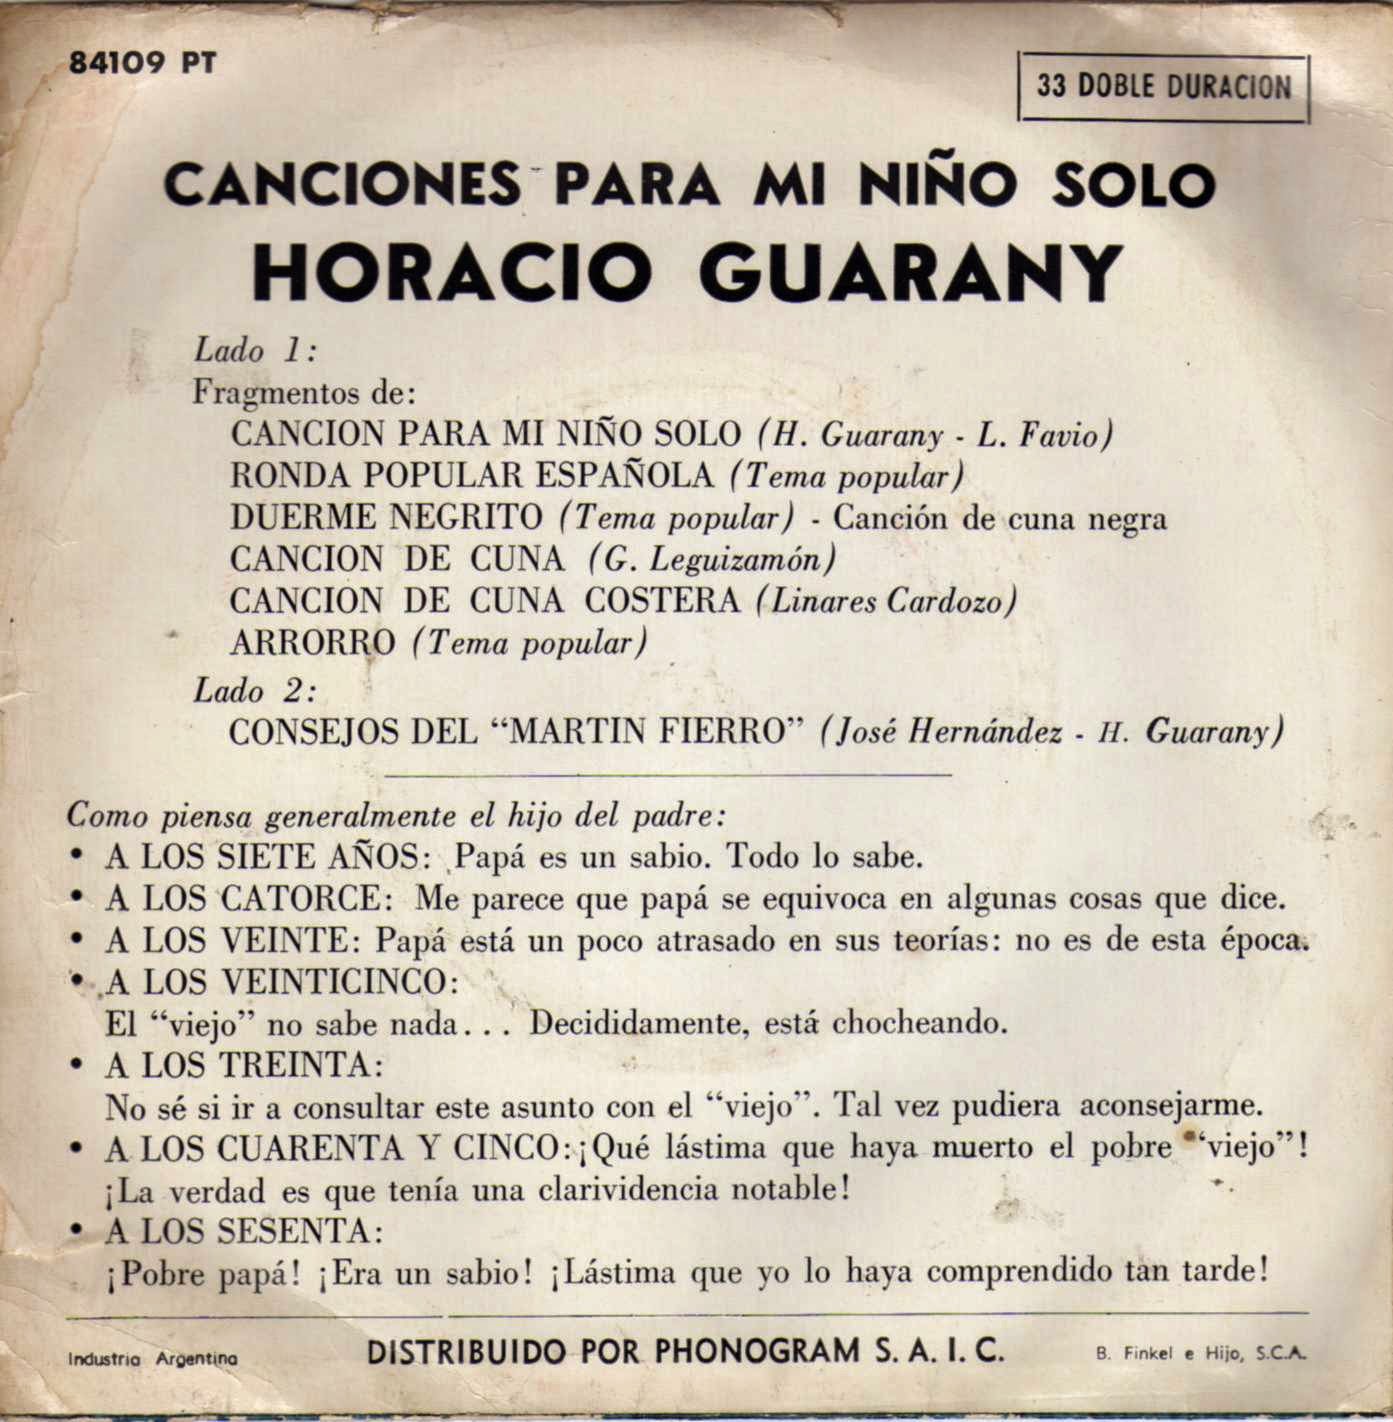 84109 PT
33 DOBLE DURACION
CANCIONES PARA MI NIÑO SOLO
HORACIO GUARANY
Lado 1:
Fragmentos de:
CANCION PARA MI NIÑO SOLO (H. Guarany - L. Favio)
RONDA POPULAR ESPAÑOLA (Tema popular)
DUERME NEGRITO (Tema popular) - Canción de cuna negra
CANCION DE CUNA (G. Leguizamón)
CANCION DE CUNA COSTERA (Linares Cardozo)
ARRORRO (Tema popular)
Lado 2:
CONSEJOS DEL “MARTIN FIERRO” (José Hernández - H. Guarany)
Como piensa generalmente el hijo del padre:
• A LOS SIETE AÑOS: Papá es un sabio. Todo lo sabe.
• A LOS CATORCE: Me parece que papá se equivoca en algunas cosas que dice.
• A LOS VEINTE: Papá está un poco atrasado en sus teorías: no es de esta época.
• A LOS VEINTICINCO:
El “viejo” no sabe nada... Decididamente, está chocheando.
• A LOS TREINTA:
No sé si ir a consultar este asunto con el “viejo”. Tal vez pudiera aconsejarme.
• A LOS CUARENTA Y CINCO: ¡Qué lástima que haya muerto el pobre “viejo”!
¡La verdad es que tenía una clarividencia notable!
• A LOS SESENTA:
¡Pobre papá! ¡Era un sabio! ¡Lástima que yo lo haya comprendido tan tarde!
Industria Argentina
DISTRIBUIDO POR PHONOGRAM S. A. I. C.
B. Finkel e Hijo, S.C.A.